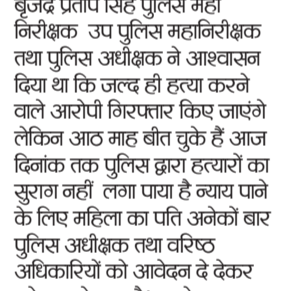 बृजेंद्र प्रताप सिंह पुलिस महा
निरीक्षक उप पुलिस महानिरीक्षक
तथा पुलिस अधीक्षक ने आश्वासन
दिया था कि जल्द ही हत्या करने
वाले आरोपी गिरफ्तार किए जाएंगे
लेकिन आठ माह बीत चुके हैं आज
दिनांक तक पुलिस द्वारा हत्यारों का
सुराग नहीं लगा पाया है न्याय पाने
के लिए महिला का पति अनेकों बार
पुलिस अधीक्षक तथा वरिष्ठ
अधिकारियों को आवेदन दे देकर